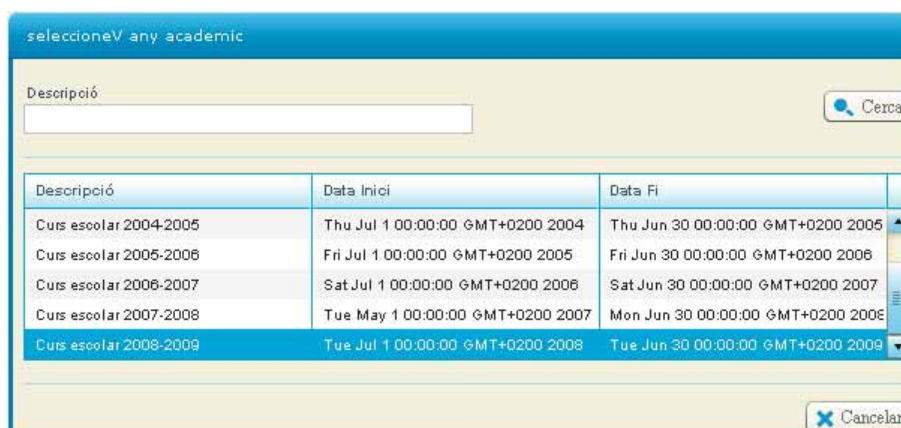 seleccioneV any academic
Descripció
Cerca
Descripció Data Inici Data Fi
Curs escolar 2004-2005 Thu Jul 1 00:00:00 GMT+0200 2004 Thu Jun 30 00:00:00 GMT+0200 2005
Curs escolar 2005-2006 Fri Jul 1 00:00:00 GMT+0200 2005 Fri Jun 30 00:00:00 GMT+0200 2006
Curs escolar 2006-2007 Sat Jul 1 00:00:00 GMT+0200 2006 Sat Jun 30 00:00:00 GMT+0200 2007
Curs escolar 2007-2008 Tue May 1 00:00:00 GMT+0200 2007 Mon Jun 30 00:00:00 GMT+0200 2008
Curs escolar 2008-2009 Tue Jul 1 00:00:00 GMT+0200 2008 Tue Jun 30 00:00:00 GMT+0200 2009
Cancelar